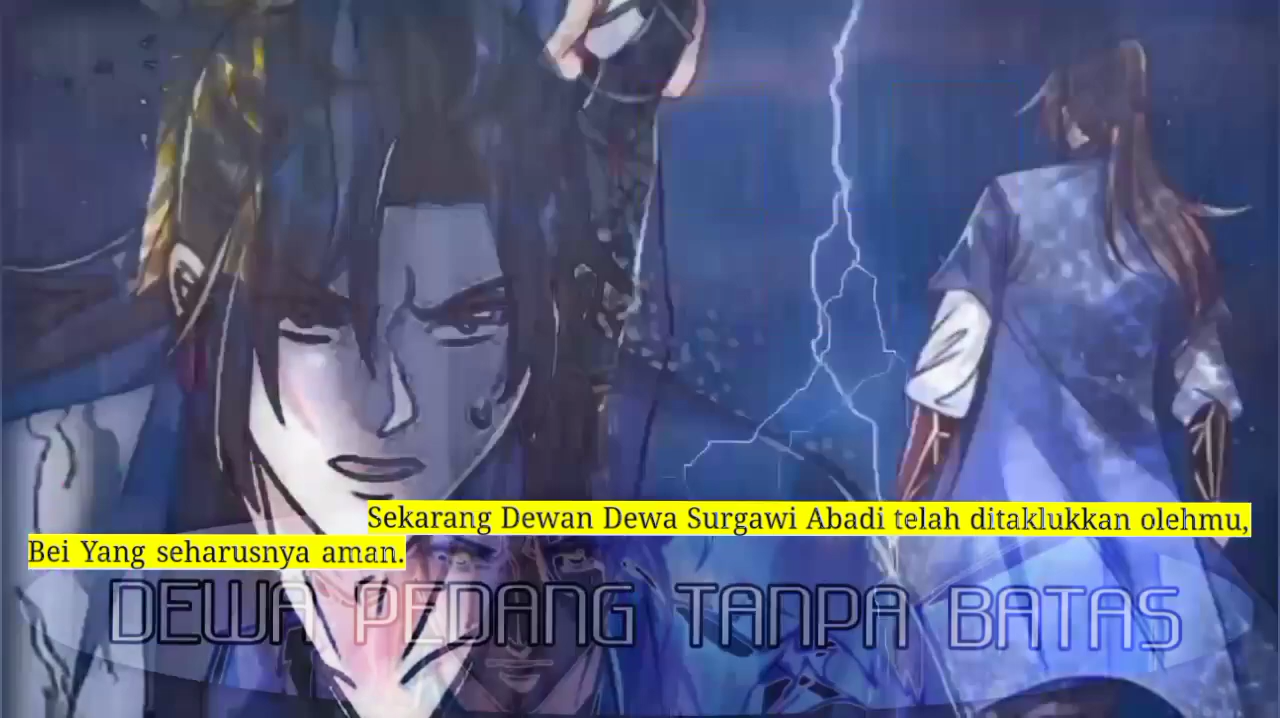 Sekarang Dewan Dewa Surgawi Abadi telah ditaklukkan olehmu,
Bei Yang seharusnya aman.
DEWA PEDANG TANPA BATAS